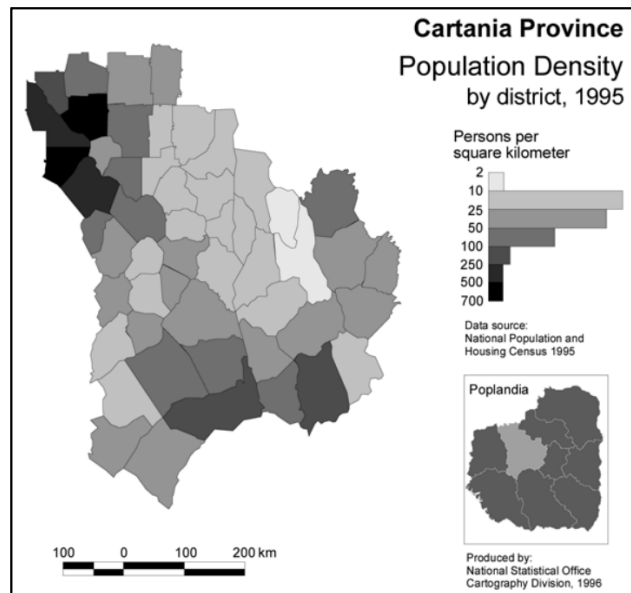 Cartania Province
Population Density
by district, 1995
Persons per
square kilometer
2
10
25
50
100
250
500
700
Data source:
National Population and
Housing Census 1995
Poplandia
Produced by:
National Statistical Office
Cartography Division, 1996
100 0 100 200 km